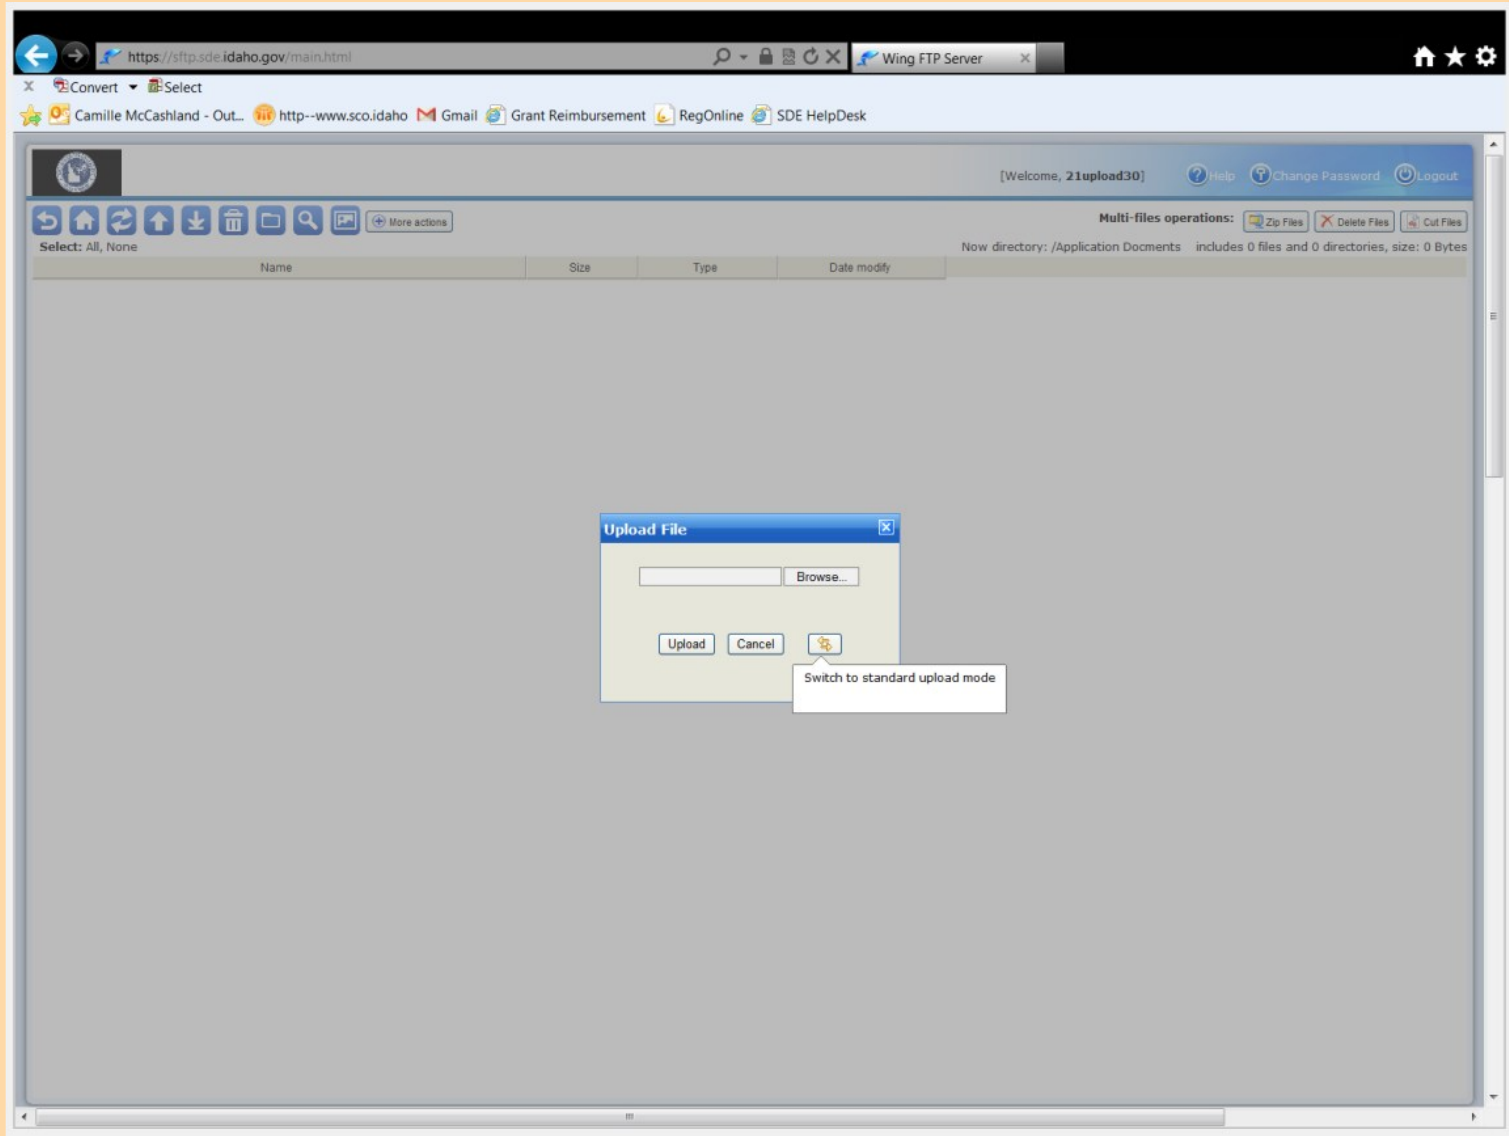 https://sftp.sde.idaho.gov/main.html
Wing FTP Server
x Convert Select
Camille McCashland - Out... http--www.sco.idaho Gmail Grant Reimbursement RegOnline SDE HelpDesk
[Welcome, 21upload30] Help Change Password Logout
More actions
Multi-files operations: Zip Files Delete Files Cut Files
Select: All, None
Now directory: /Application Docments includes 0 files and 0 directories, size: 0 Bytes
Name Size Type Date modify
Upload File
Browse...
Upload Cancel
Switch to standard upload mode